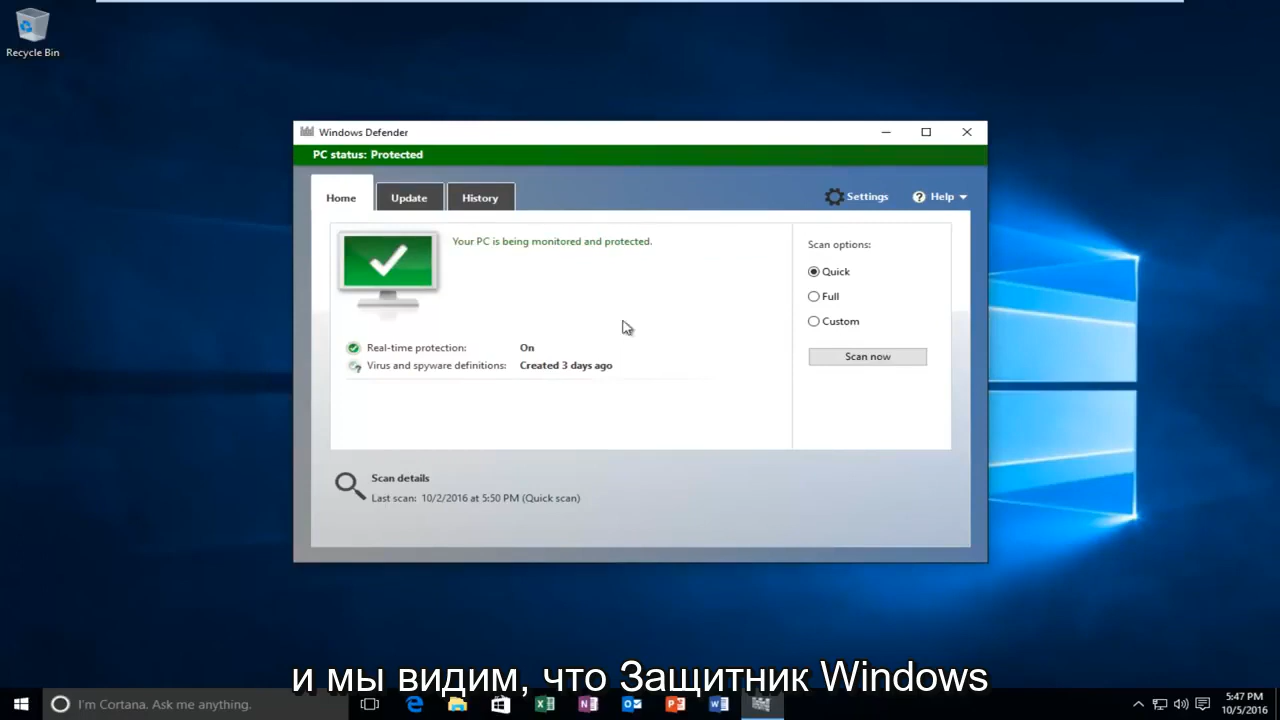 Recycle Bin
Windows Defender
PC status: Protected
Home
Update
History
Settings
? Help
Your PC is being monitored and protected.
Scan options:
Quick
Full
Custom
Real-time protection: On
Virus and spyware definitions: Created 3 days ago
Scan now
Scan details
Last scan: 10/2/2016 at 5:50 PM (Quick scan)
и мы видим, что Защитник Windows
I'm Cortana. Ask me anything.
5:47 PM
10/5/2016